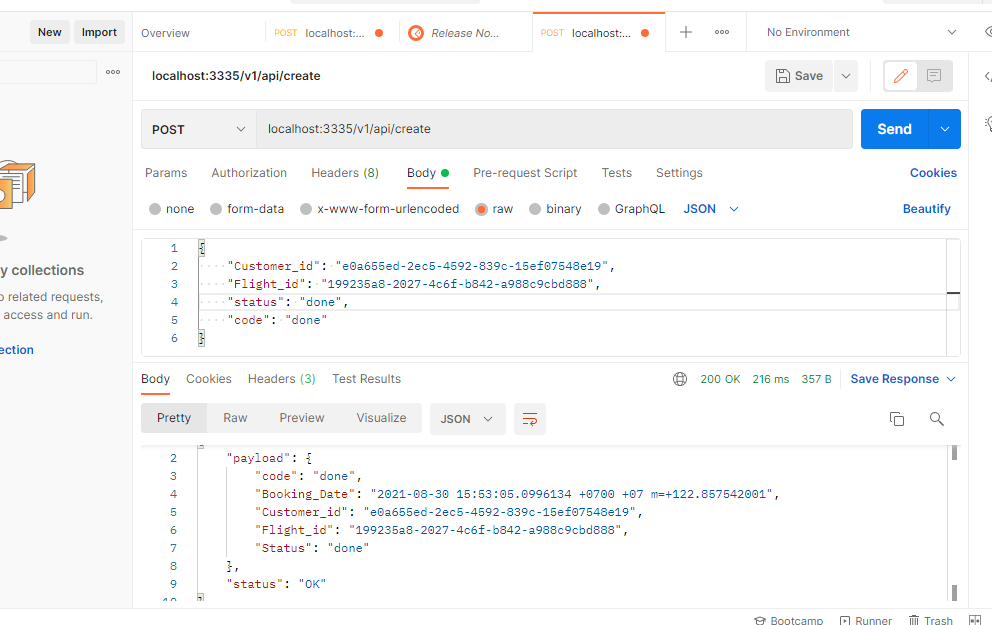 New Import Overview POST localhost:... Release No... POST localhost:... No Environment
localhost:3335/v1/api/create Save
POST localhost:3335/v1/api/create Send
Params Authorization Headers (8) Body Pre-request Script Tests Settings Cookies
none form-data x-www-form-urlencoded raw binary GraphQL JSON Beautify
1 {
2 "Customer_id": "e0a655ed-2ec5-4592-839c-15ef07548e19",
3 "Flight_id": "199235a8-2027-4c6f-b842-a988c9cbd888",
4 "status": "done",
5 "code": "done"
6 }
y collections
o related requests,
access and run.
ection
Body Cookies Headers (3) Test Results 200 OK 216 ms 357 B Save Response
Pretty Raw Preview Visualize JSON
2 "payload": {
3 "code": "done",
4 "Booking_Date": "2021-08-30 15:53:05.0996134 +0700 +07 m=+122.857542001",
5 "Customer_id": "e0a655ed-2ec5-4592-839c-15ef07548e19",
6 "Flight_id": "199235a8-2027-4c6f-b842-a988c9cbd888",
7 "Status": "done"
8 },
9 "status": "OK"
10 }
Bootcamp Runner Trash